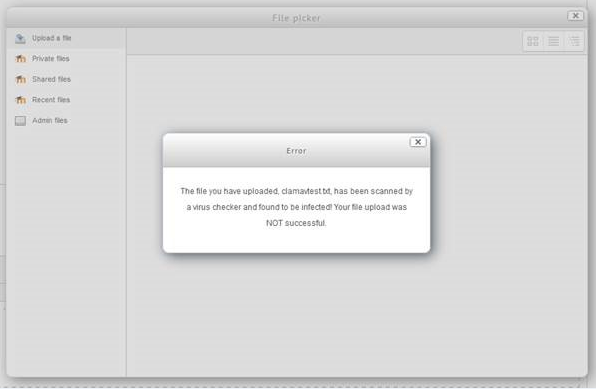 File picker
Upload a file
Private files
Shared files
Recent files
Admin files
Error
The file you have uploaded, clamavtest.txt, has been scanned by
a virus checker and found to be infected! Your file upload was
NOT successful.